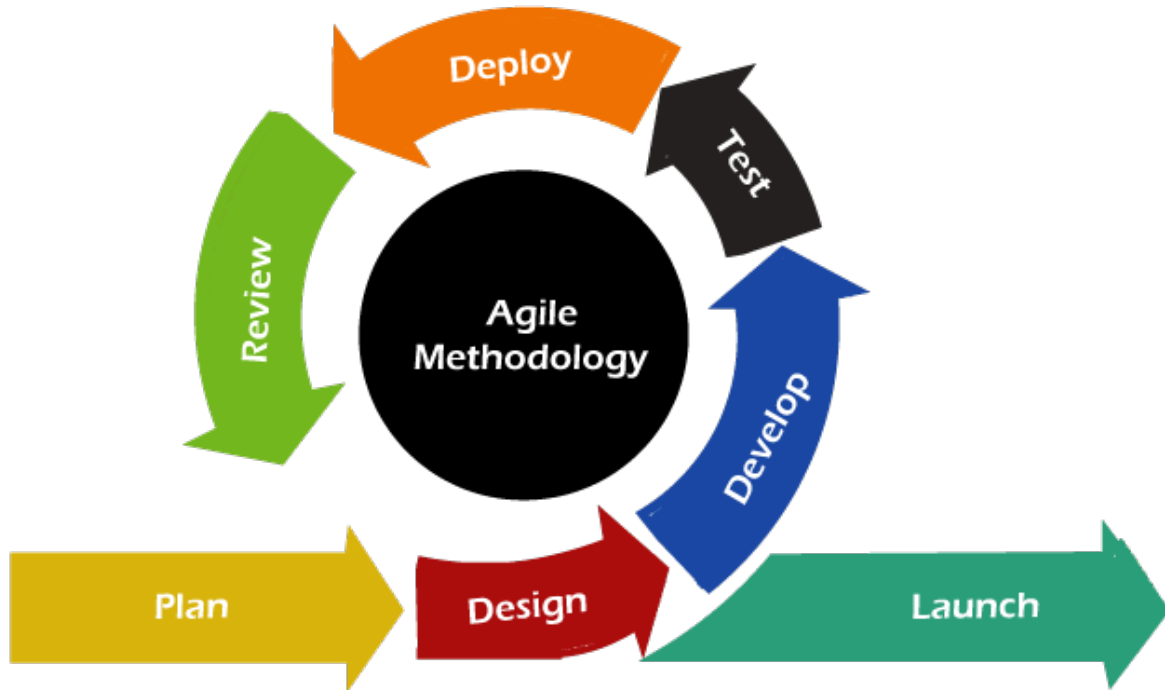 Deploy
Test
Review
Agile
Methodology
Develop
Plan
Design
Launch